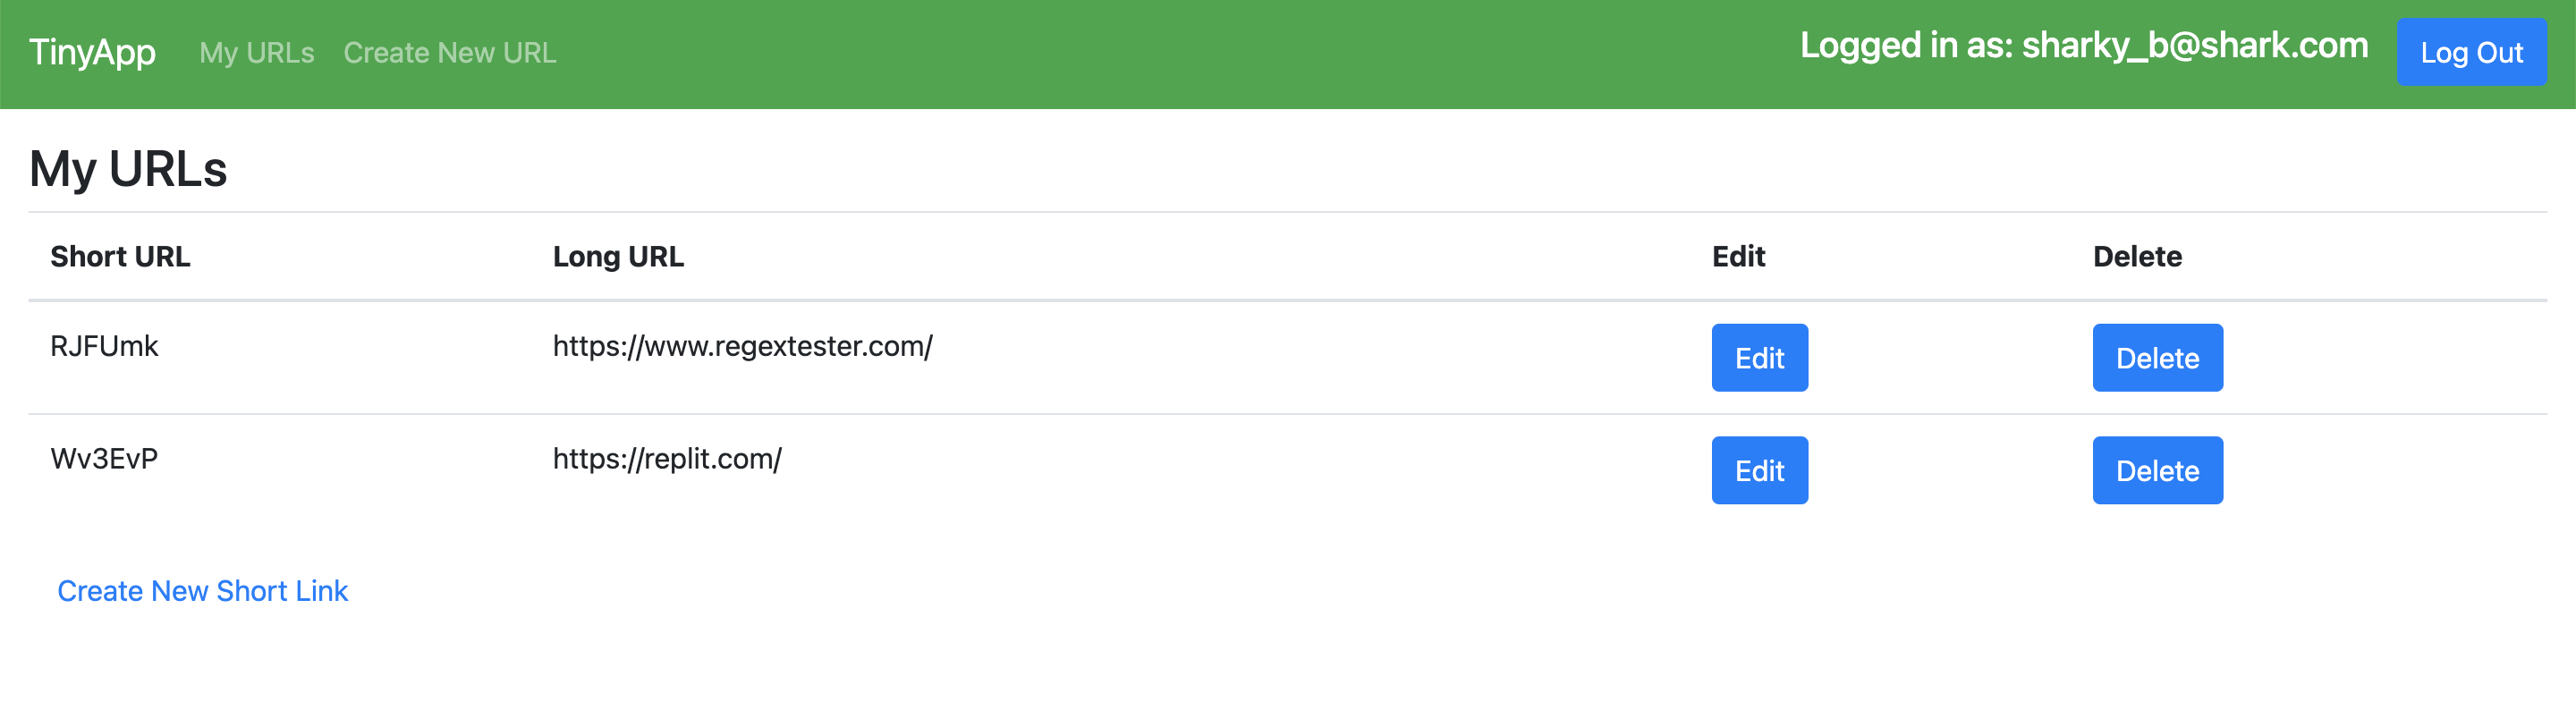 TinyApp My URLs Create New URL Logged in as: sharky_b@shark.com Log Out
My URLs
Short URL Long URL Edit Delete
RJFUmk https://www.regextester.com/ Edit Delete
Wv3EvP https://replit.com/ Edit Delete
Create New Short Link